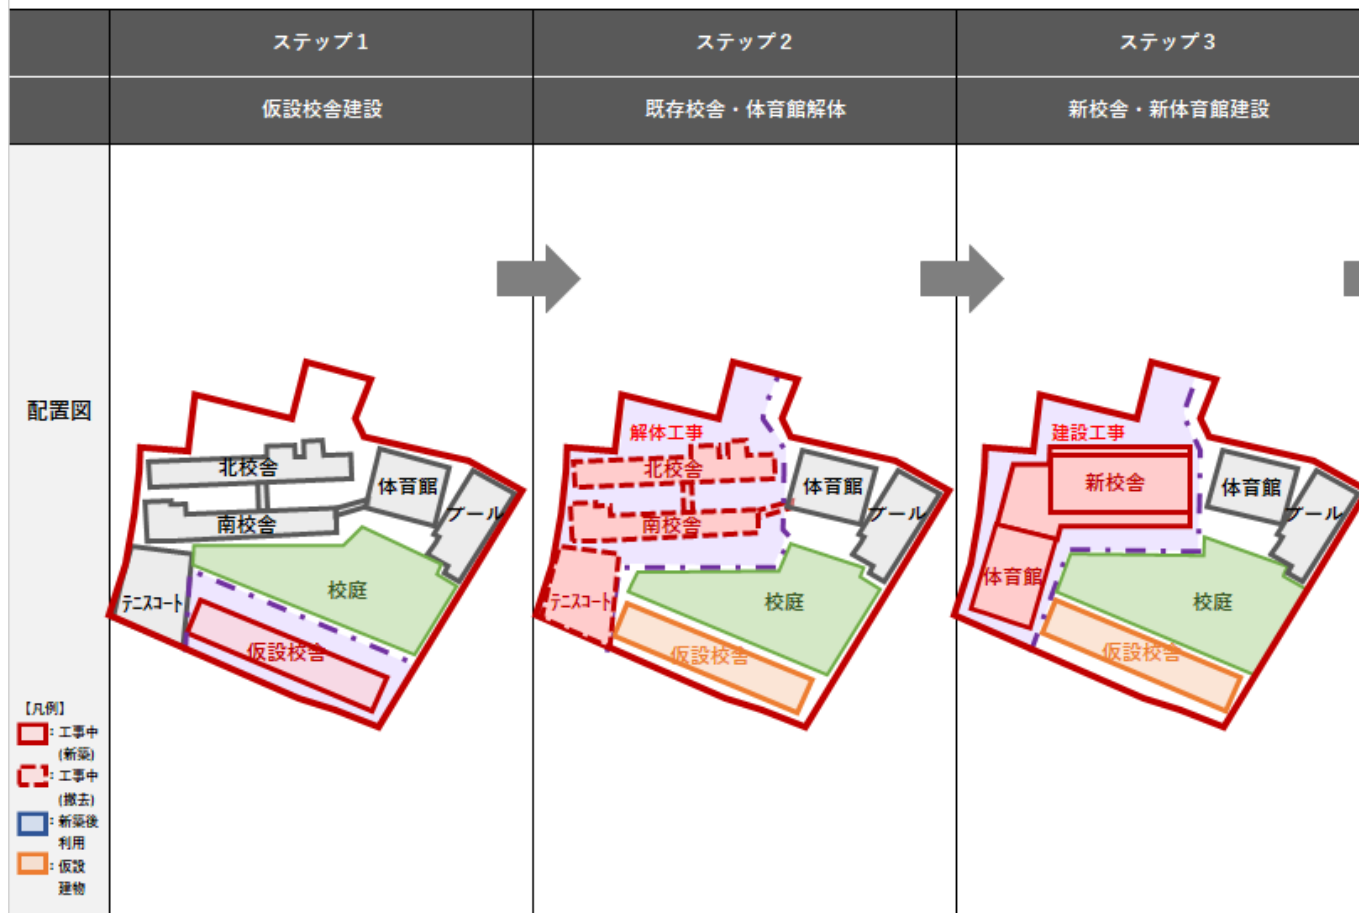 ステップ1
ステップ2
ステップ3
仮設校舎建設
既存校舎・体育館解体
新校舎・新体育館建設
配置図
北校舎
南校舎
体育館
プール
テニスコート
校庭
仮設校舎
解体工事
北校舎
南校舎
体育館
プール
テニスコート
校庭
仮設校舎
建設工事
新校舎
体育館
体育館
プール
校庭
仮設校舎
【凡例】
:工事中
(新築)
:工事中
(撤去)
:新築後
利用
:仮設
建物